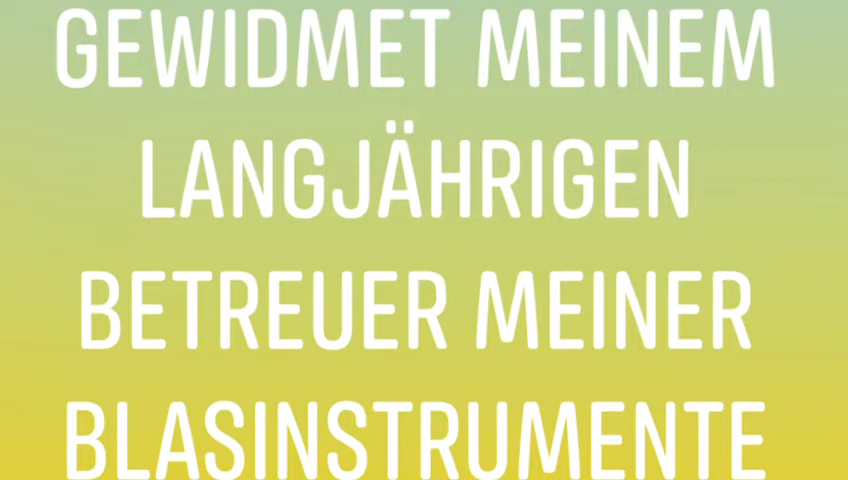 GEWIDMET MEINEM
LANGJÄHRIGEN
BETREUER MEINER
BLASINSTRUMENTE